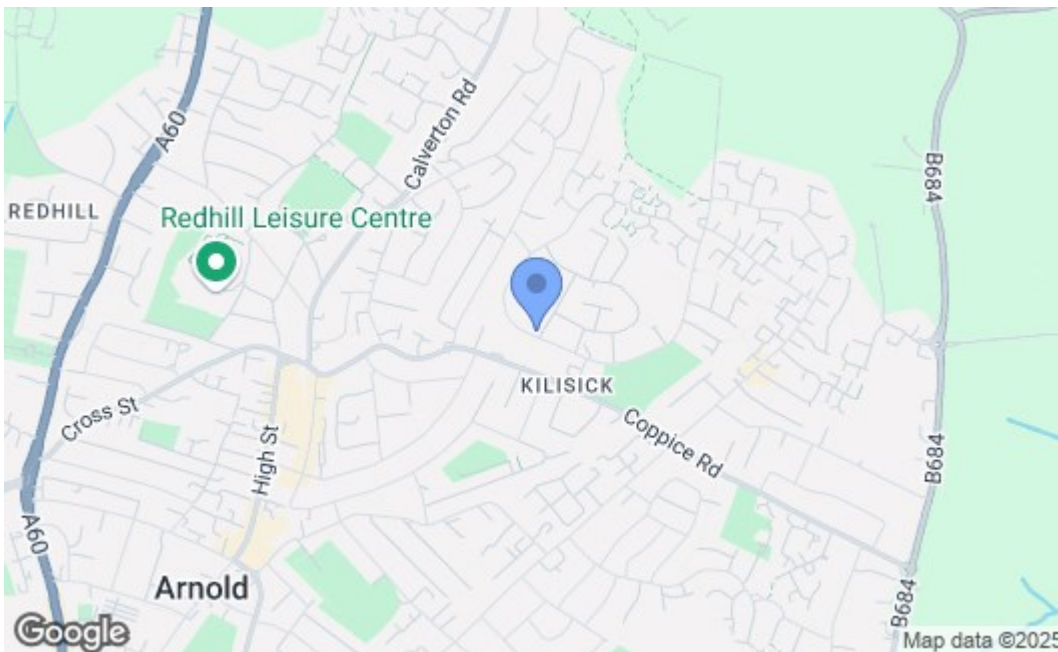 A60
Calverton Rd
B684
REDHILL
Redhill Leisure Centre
KILISICK
Cross St
High St
Coppice Rd
B684
A60
Arnold
B684
Google
Map data ©2025